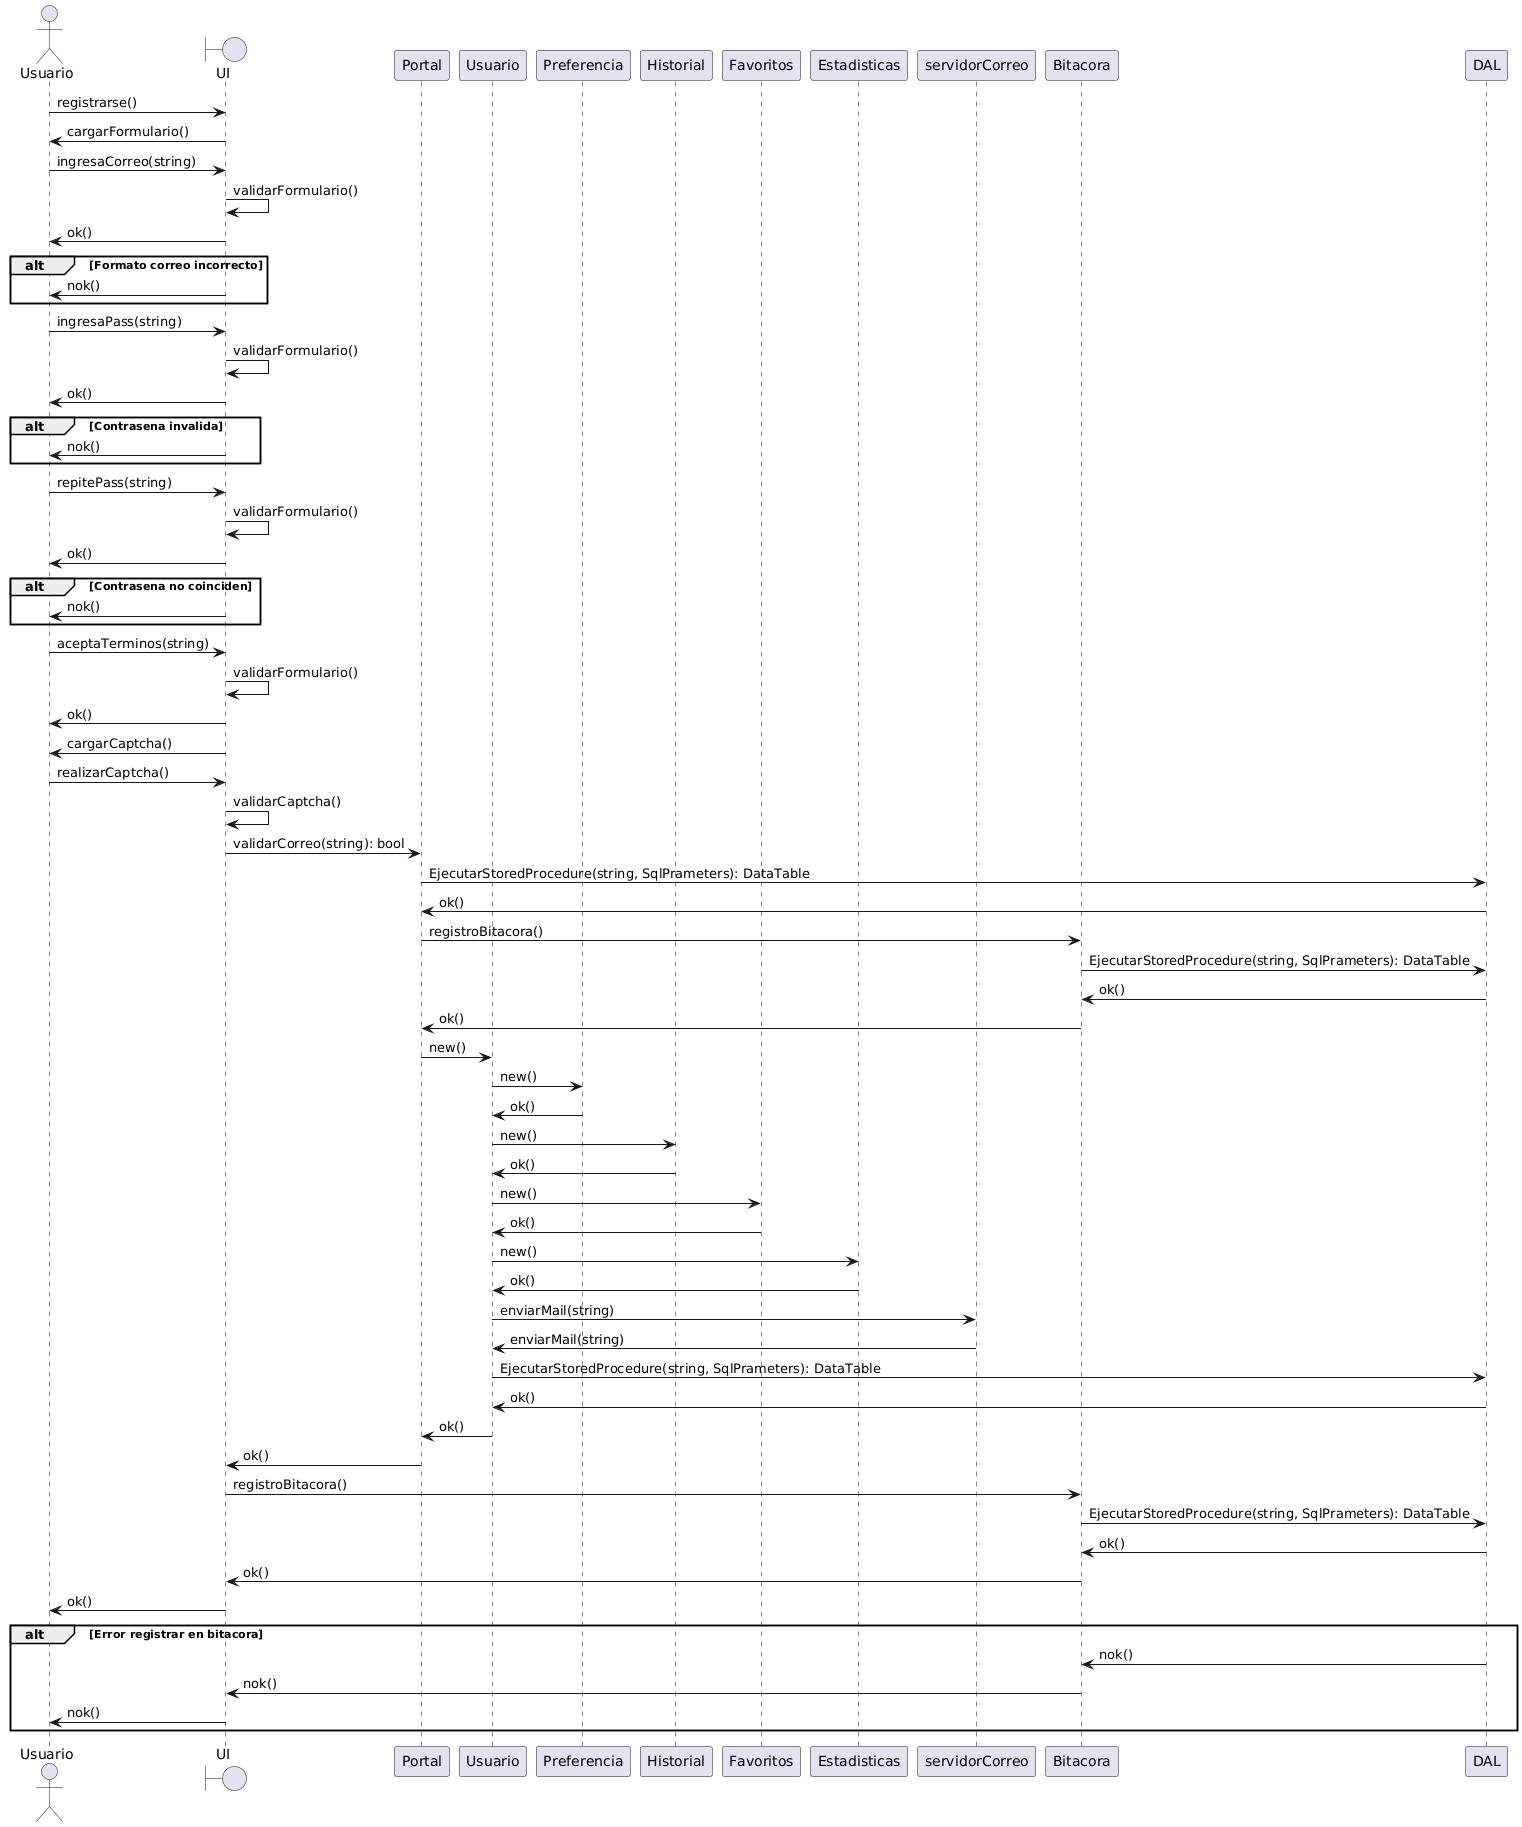 Usuario
UI
Portal
Usuario
Preferencia
Historial
Favoritos
Estadisticas
servidorCorreo
Bitacora
DAL
registrarse()
cargarFormulario()
ingresaCorreo(string)
validarFormulario()
ok()
alt [Formato correo incorrecto]
nok()
ingresaPass(string)
validarFormulario()
ok()
alt [Contrasena invalida]
nok()
repitePass(string)
validarFormulario()
ok()
alt [Contrasena no coinciden]
nok()
aceptaTerminos(string)
validarFormulario()
ok()
cargarCaptcha()
realizarCaptcha()
validarCaptcha()
validarCorreo(string): bool
EjecutarStoredProcedure(string, SqlPrameters): DataTable
ok()
registroBitacora()
EjecutarStoredProcedure(string, SqlPrameters): DataTable
ok()
ok()
new()
new()
ok()
new()
ok()
new()
ok()
new()
ok()
enviarMail(string)
enviarMail(string)
EjecutarStoredProcedure(string, SqlPrameters): DataTable
ok()
ok()
ok()
registroBitacora()
EjecutarStoredProcedure(string, SqlPrameters): DataTable
ok()
ok()
ok()
alt [Error registrar en bitacora]
nok()
nok()
nok()
Usuario
UI
Portal
Usuario
Preferencia
Historial
Favoritos
Estadisticas
servidorCorreo
Bitacora
DAL